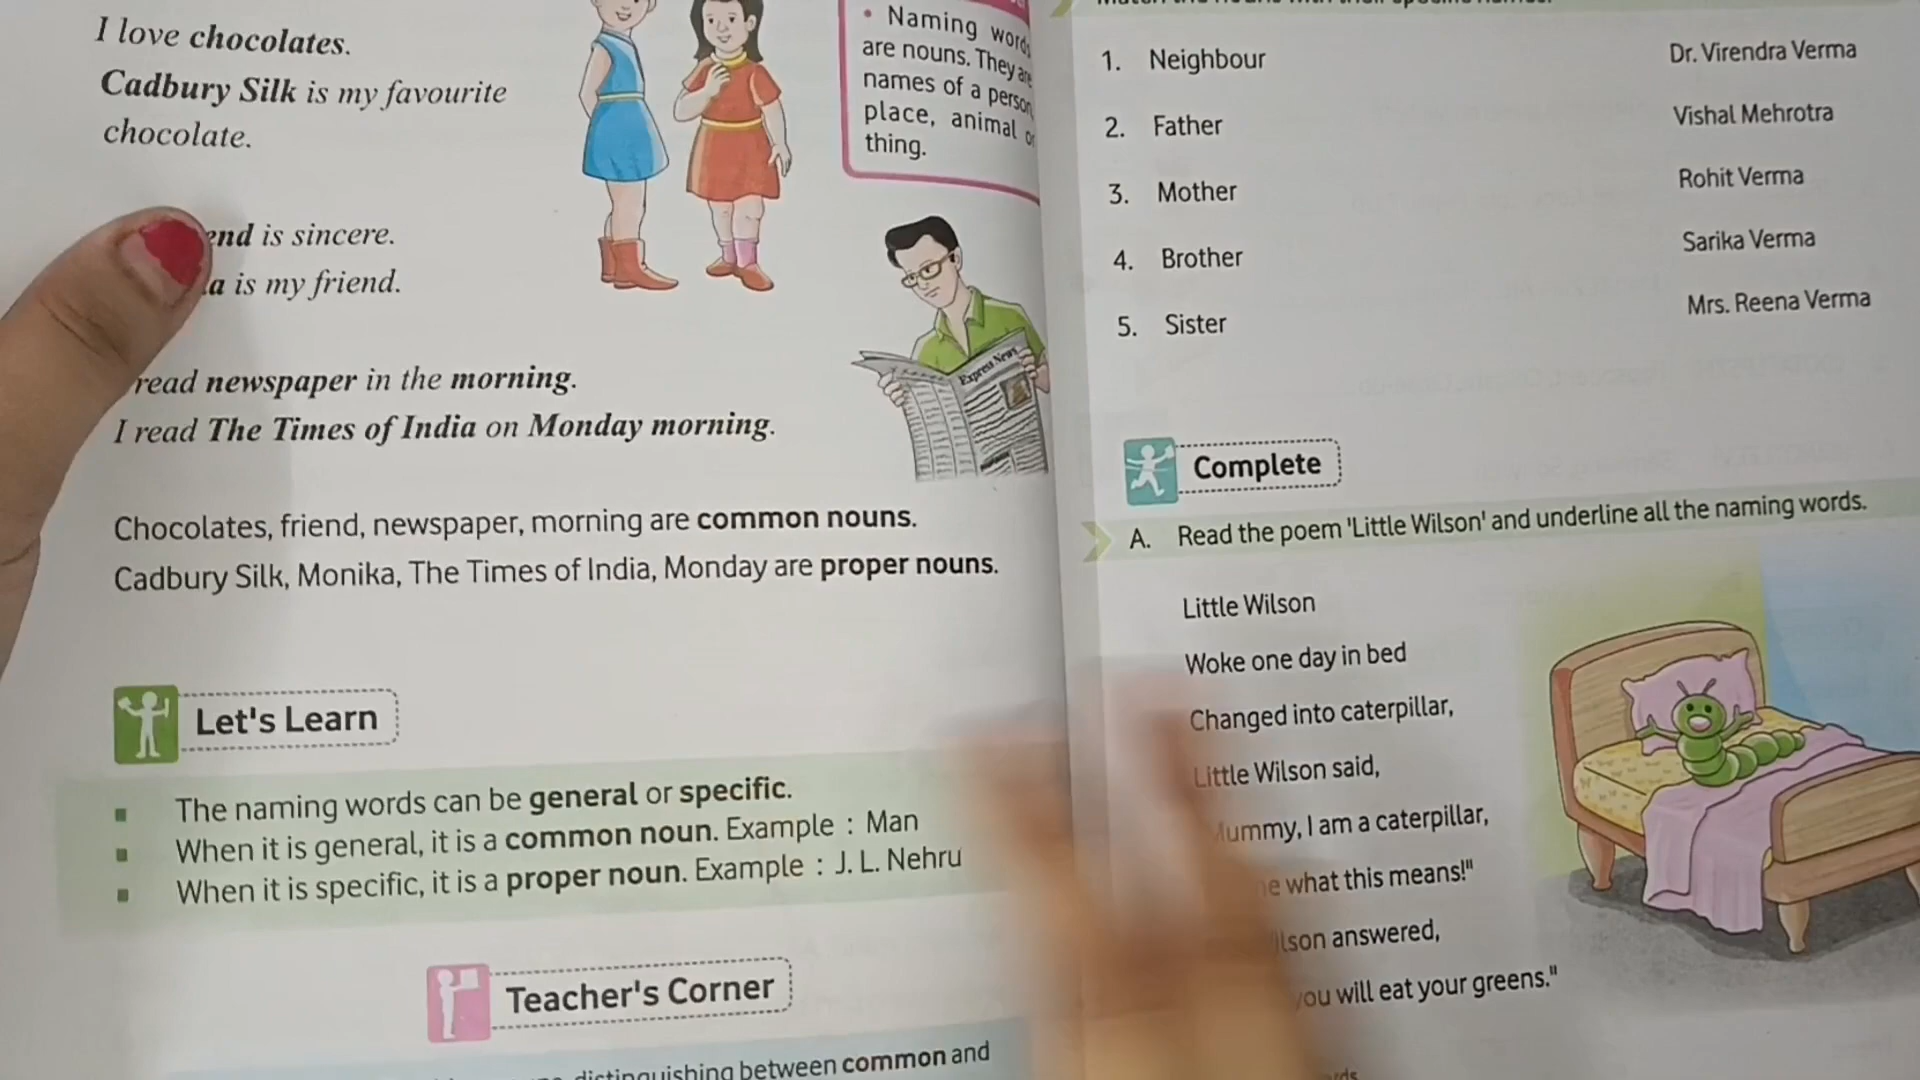 I love chocolates.
Cadbury Silk is my favourite
chocolate.
is sincere.
is my friend.
read newspaper in the morning.
I read The Times of India on Monday morning.
Chocolates, friend, newspaper, morning are common nouns.
Cadbury Silk, Monika, The Times of India, Monday are proper nouns.
Let's Learn
The naming words can be general or specific.
When it is general, it is a common noun. Example : Man
When it is specific, it is a proper noun. Example : J. L. Nehru
Teacher's Corner
distinguishing between common and
• Naming words
are nouns. They are
names of a person,
place, animal or
thing.
Express News
1. Neighbour
2. Father
3. Mother
4. Brother
5. Sister
Dr. Virendra Verma
Vishal Mehrotra
Rohit Verma
Sarika Verma
Mrs. Reena Verma
Complete
A. Read the poem 'Little Wilson' and underline all the naming words.
Little Wilson
Woke one day in bed
Changed into caterpillar,
Little Wilson said,
Mummy, I am a caterpillar,
what this means!"
answered,
you will eat your greens."